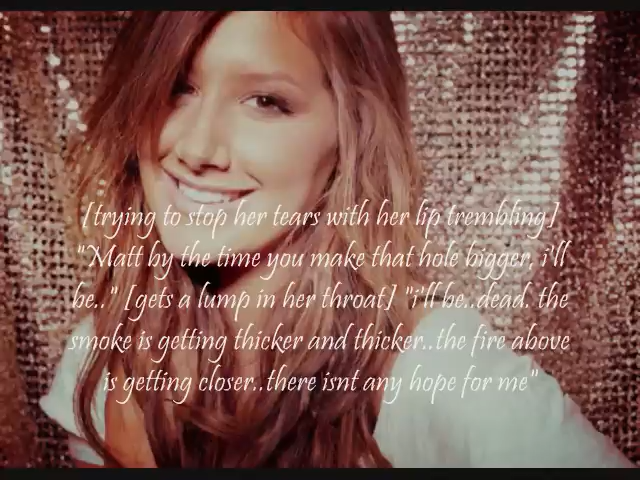 [trying to stop her tears with her lip trembling]
"Matt by the time you make that hole bigger, i'll
be.." [gets a lump in her throat] "i'll be..dead. the
smoke is getting thicker and thicker..the fire above
is getting closer..there isnt any hope for me"